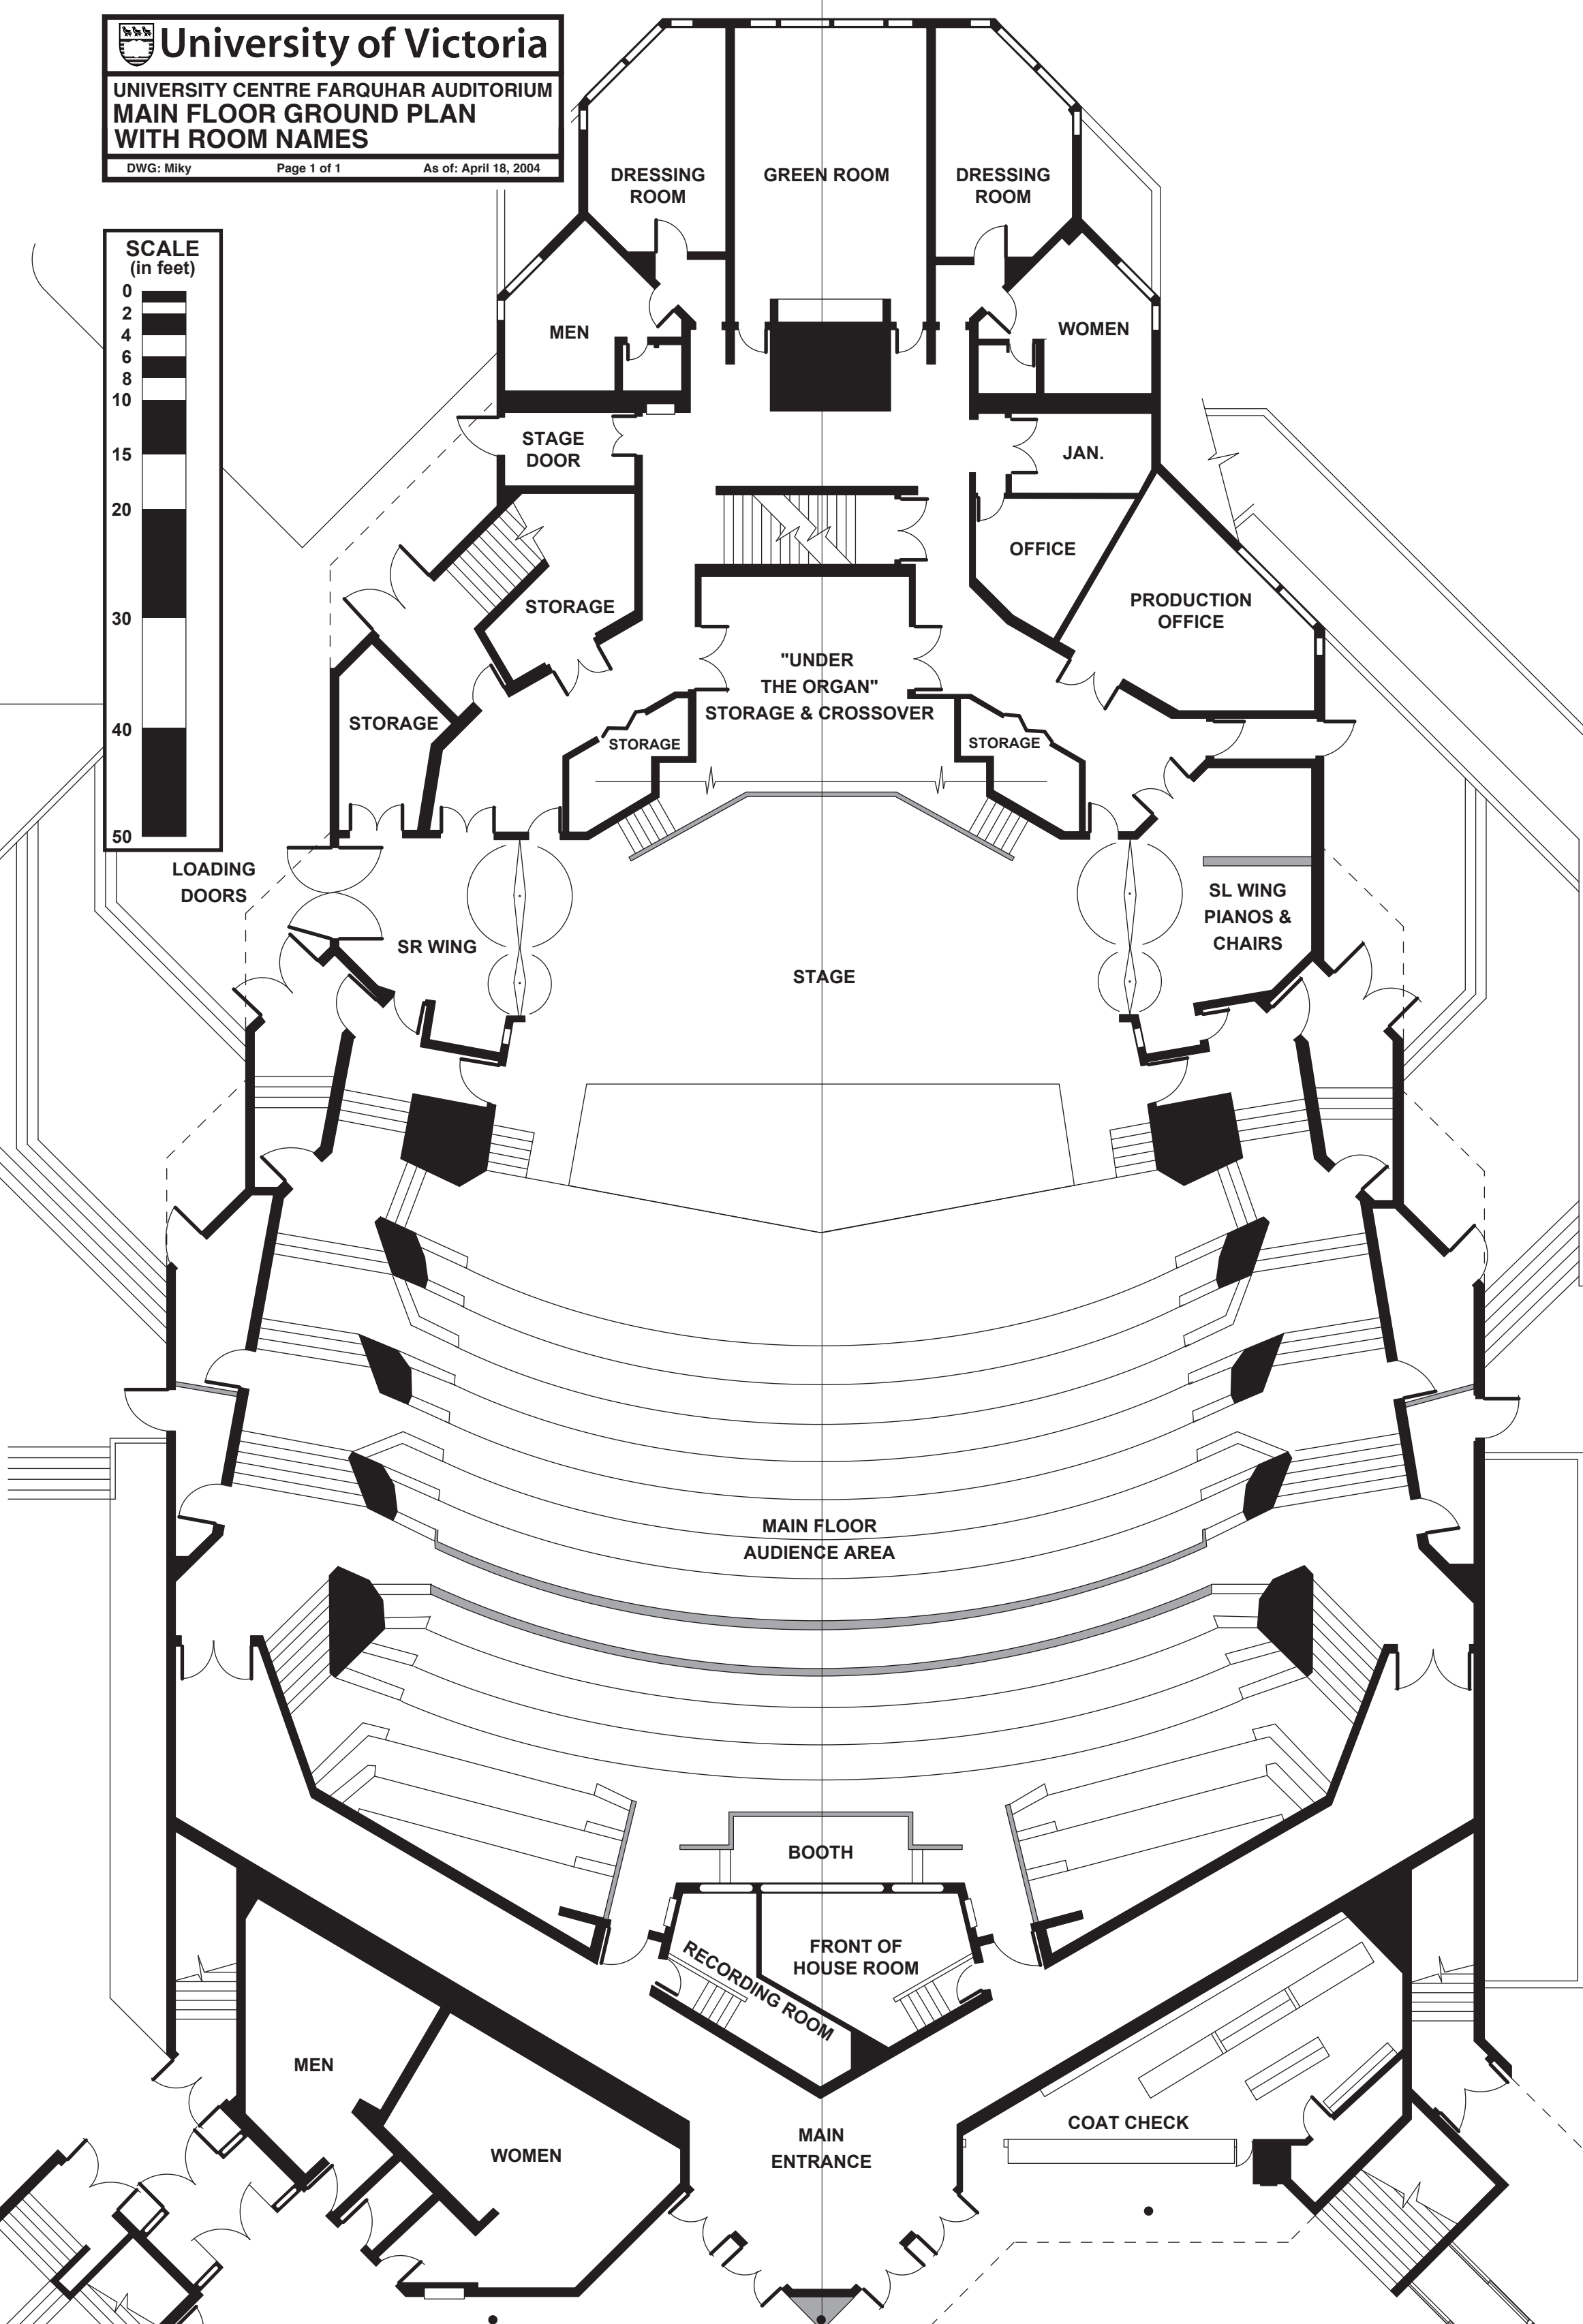 University of Victoria
UNIVERSITY CENTRE FARQUHAR AUDITORIUM
MAIN FLOOR GROUND PLAN
WITH ROOM NAMES
DWG: Miky Page 1 of 1 As of: April 18, 2004
SCALE
(in feet)
0
2
4
6
8
10
15
20
30
40
50
DRESSING
ROOM
GREEN ROOM
DRESSING
ROOM
MEN
WOMEN
STAGE
DOOR
JAN.
OFFICE
STORAGE
PRODUCTION
OFFICE
"UNDER
THE ORGAN"
STORAGE & CROSSOVER
STORAGE
STORAGE
STORAGE
LOADING
DOORS
SR WING
SL WING
PIANOS &
CHAIRS
STAGE
MAIN FLOOR
AUDIENCE AREA
BOOTH
RECORDING ROOM
FRONT OF
HOUSE ROOM
MEN
WOMEN
MAIN
ENTRANCE
COAT CHECK